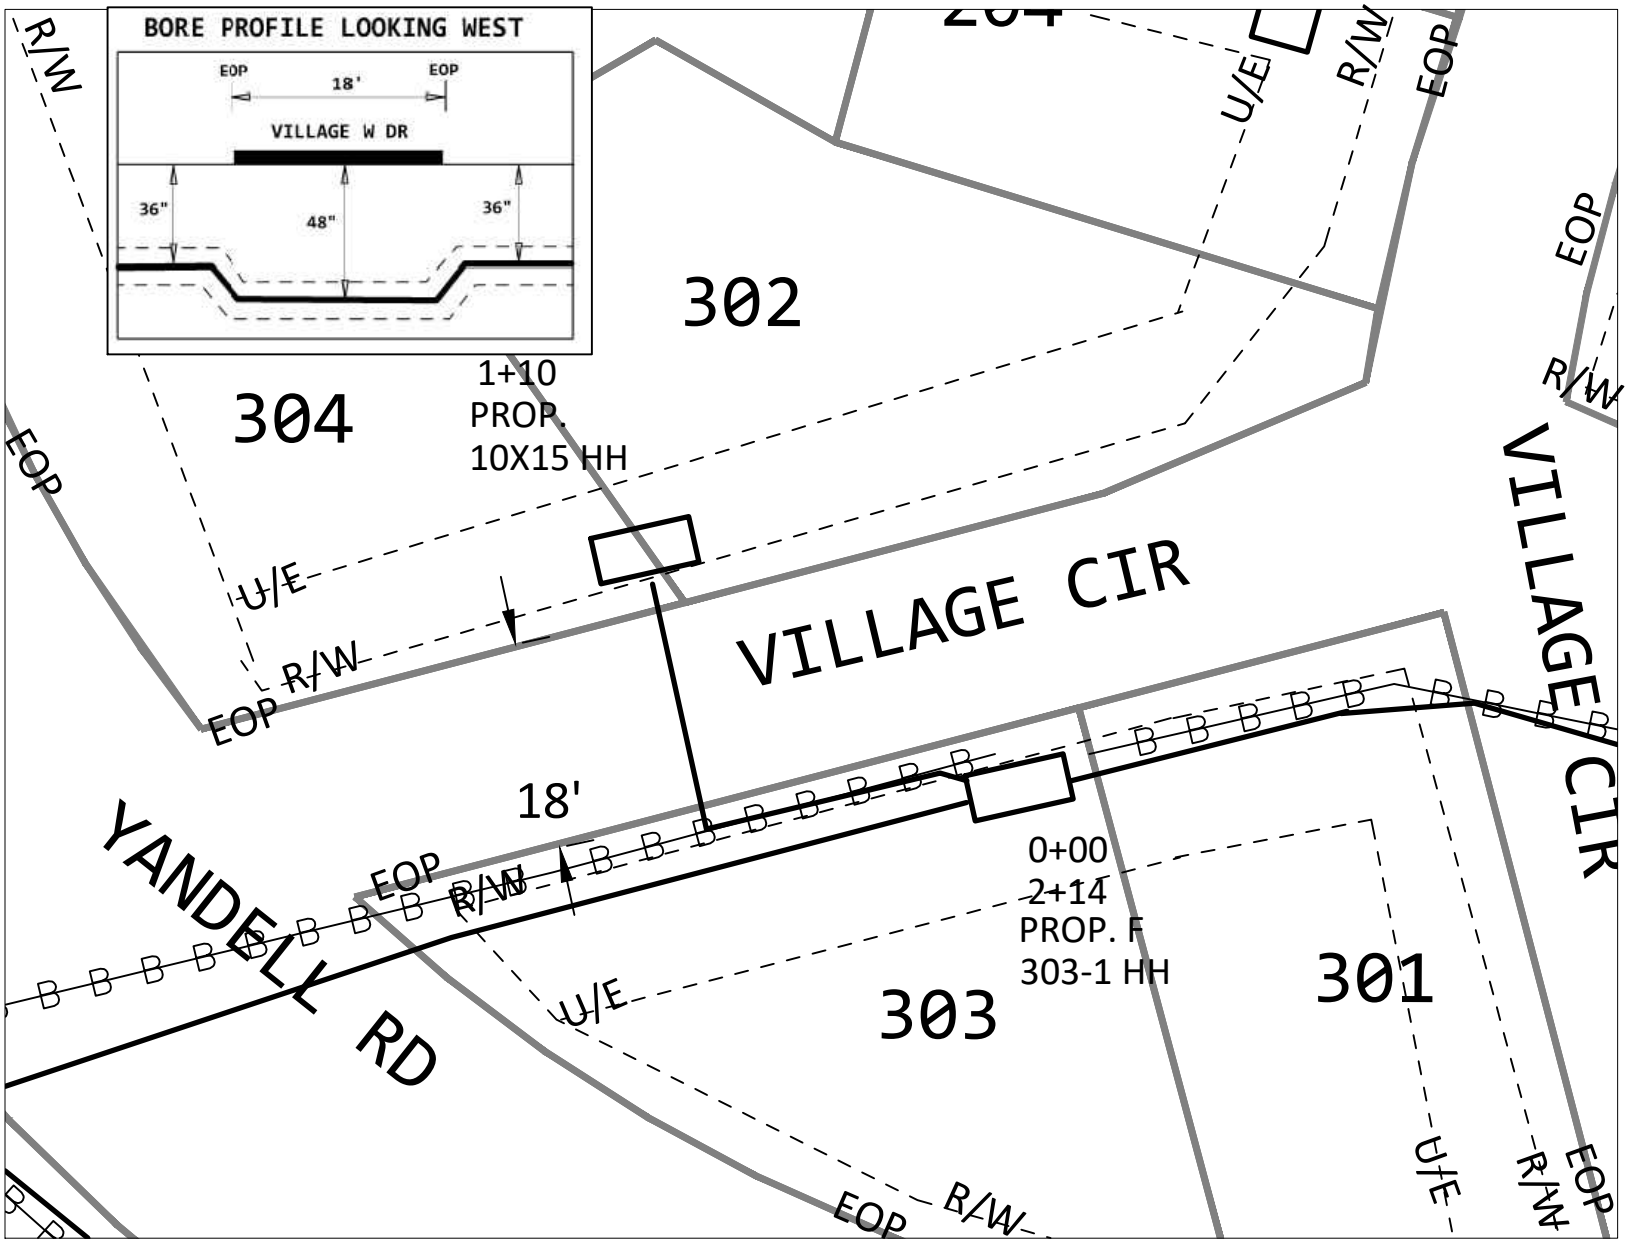 BORE PROFILE LOOKING WEST
EOP
EOP
18'
VILLAGE W DR
36"
48"
36"
R/W
U/E
R/W
EOP
EOP
R/W
302
304
1+10
PROP.
10X15 HH
EOP
U/E
R/W
EOP
VILLAGE CIR
VILLAGE CIR
18'
YANDELL RD
EOP
R/W
B B B B B B B B B B B B B B B B B B B
B B B B B B B B B
0+00
2+14
PROP. F
303-1 HH
U/E
303
301
EOP
R/W
U/E
R/W
EOP
B B